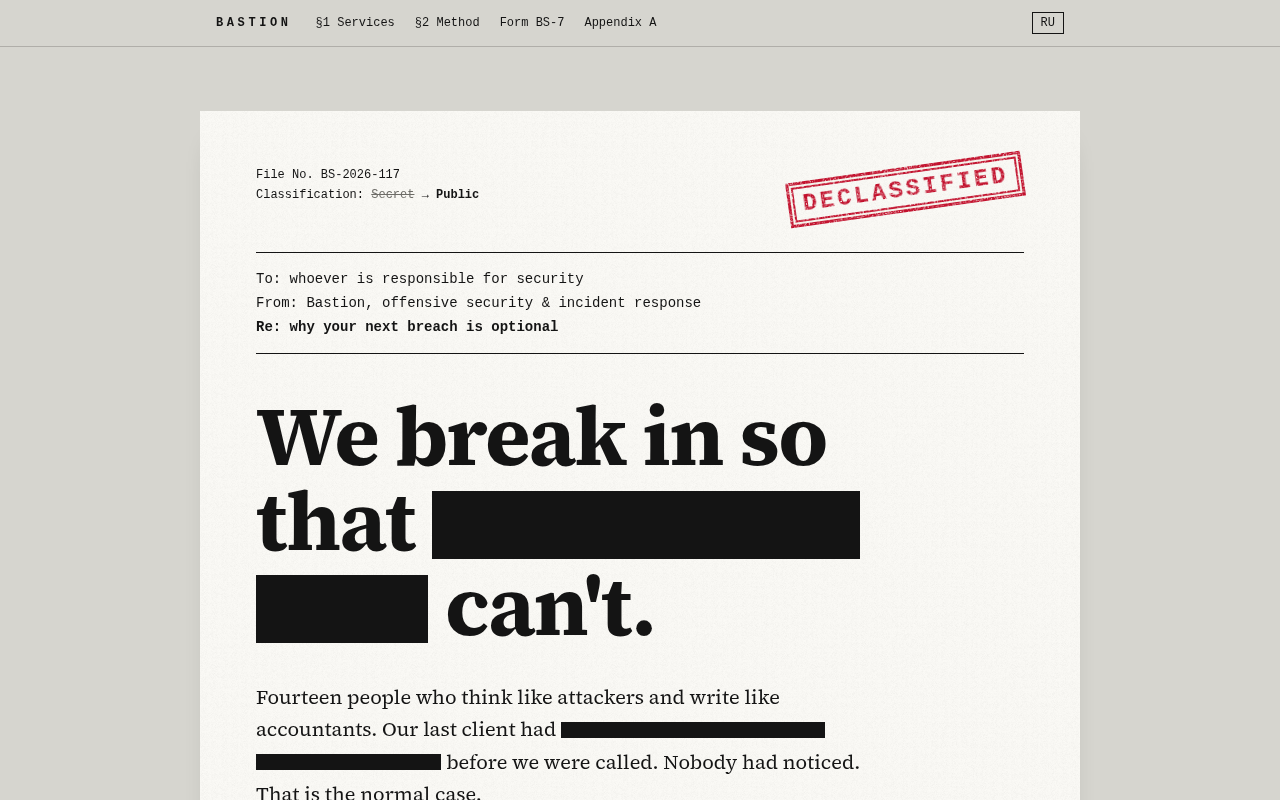 BASTION §1 Services §2 Method Form BS-7 Appendix A RU
File No. BS-2026-117
Classification: Secret → Public
DECLASSIFIED
To: whoever is responsible for security
From: Bastion, offensive security & incident response
Re: why your next breach is optional
We break in so
that
can't.
Fourteen people who think like attackers and write like
accountants. Our last client had
before we were called. Nobody had noticed.
That is the normal case.